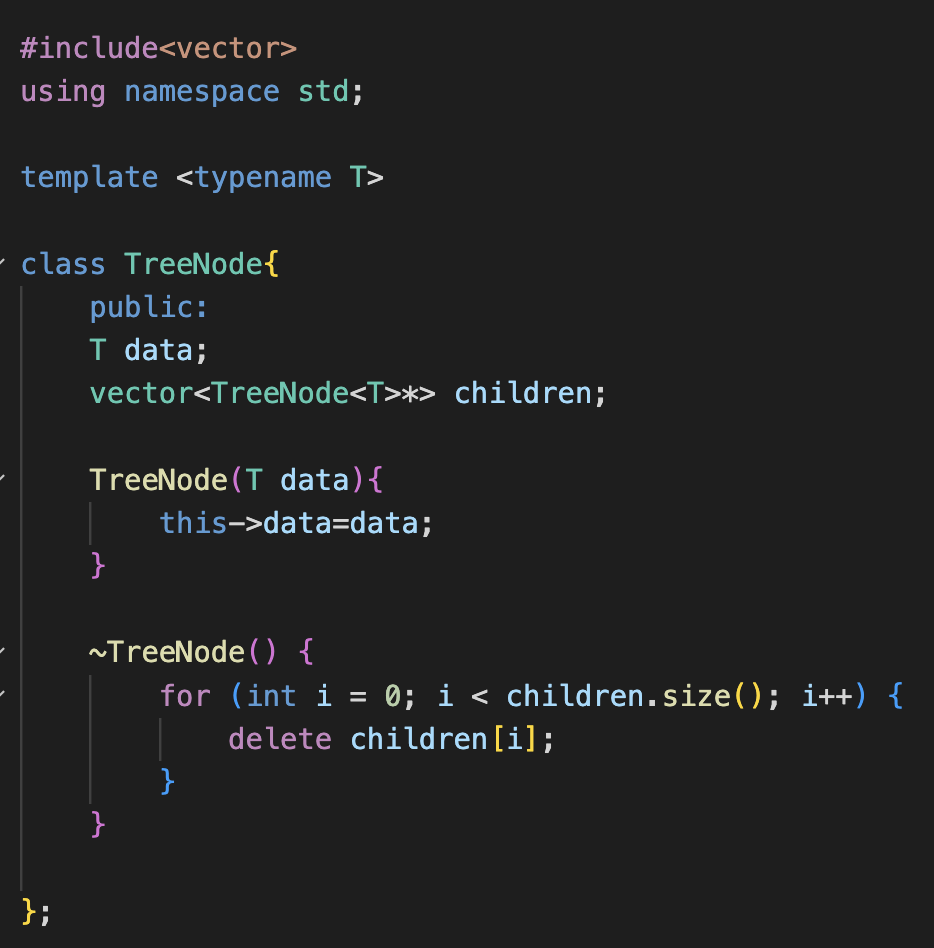 #include<vector>
using namespace std;
template <typename T>
class TreeNode{
public:
T data;
vector<TreeNode<T>*> children;
TreeNode(T data){
this->data=data;
}
~TreeNode() {
for (int i = 0; i < children.size(); i++) {
delete children[i];
}
}
};